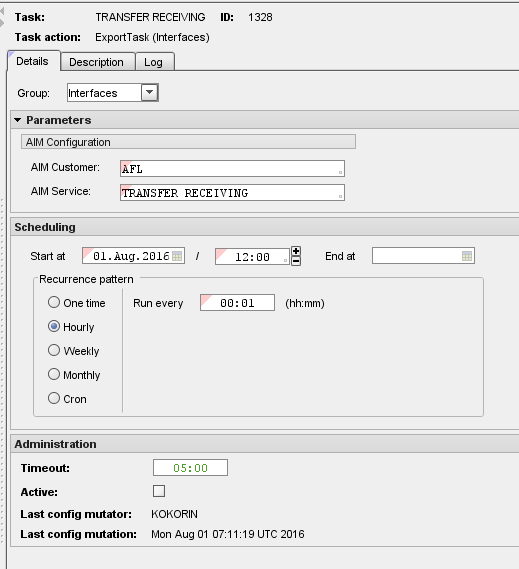 Task: TRANSFER RECEIVING ID: 1328
Task action: ExportTask (Interfaces)
Details Description Log
Group: Interfaces
Parameters
AIM Configuration
AIM Customer: AFL
AIM Service: TRANSFER RECEIVING
Scheduling
Start at 01.Aug.2016 / 12:00 End at
Recurrence pattern
One time Run every 00:01 (hh:mm)
Hourly
Weekly
Monthly
Cron
Administration
Timeout: 05:00
Active:
Last config mutator: KOKORIN
Last config mutation: Mon Aug 01 07:11:19 UTC 2016